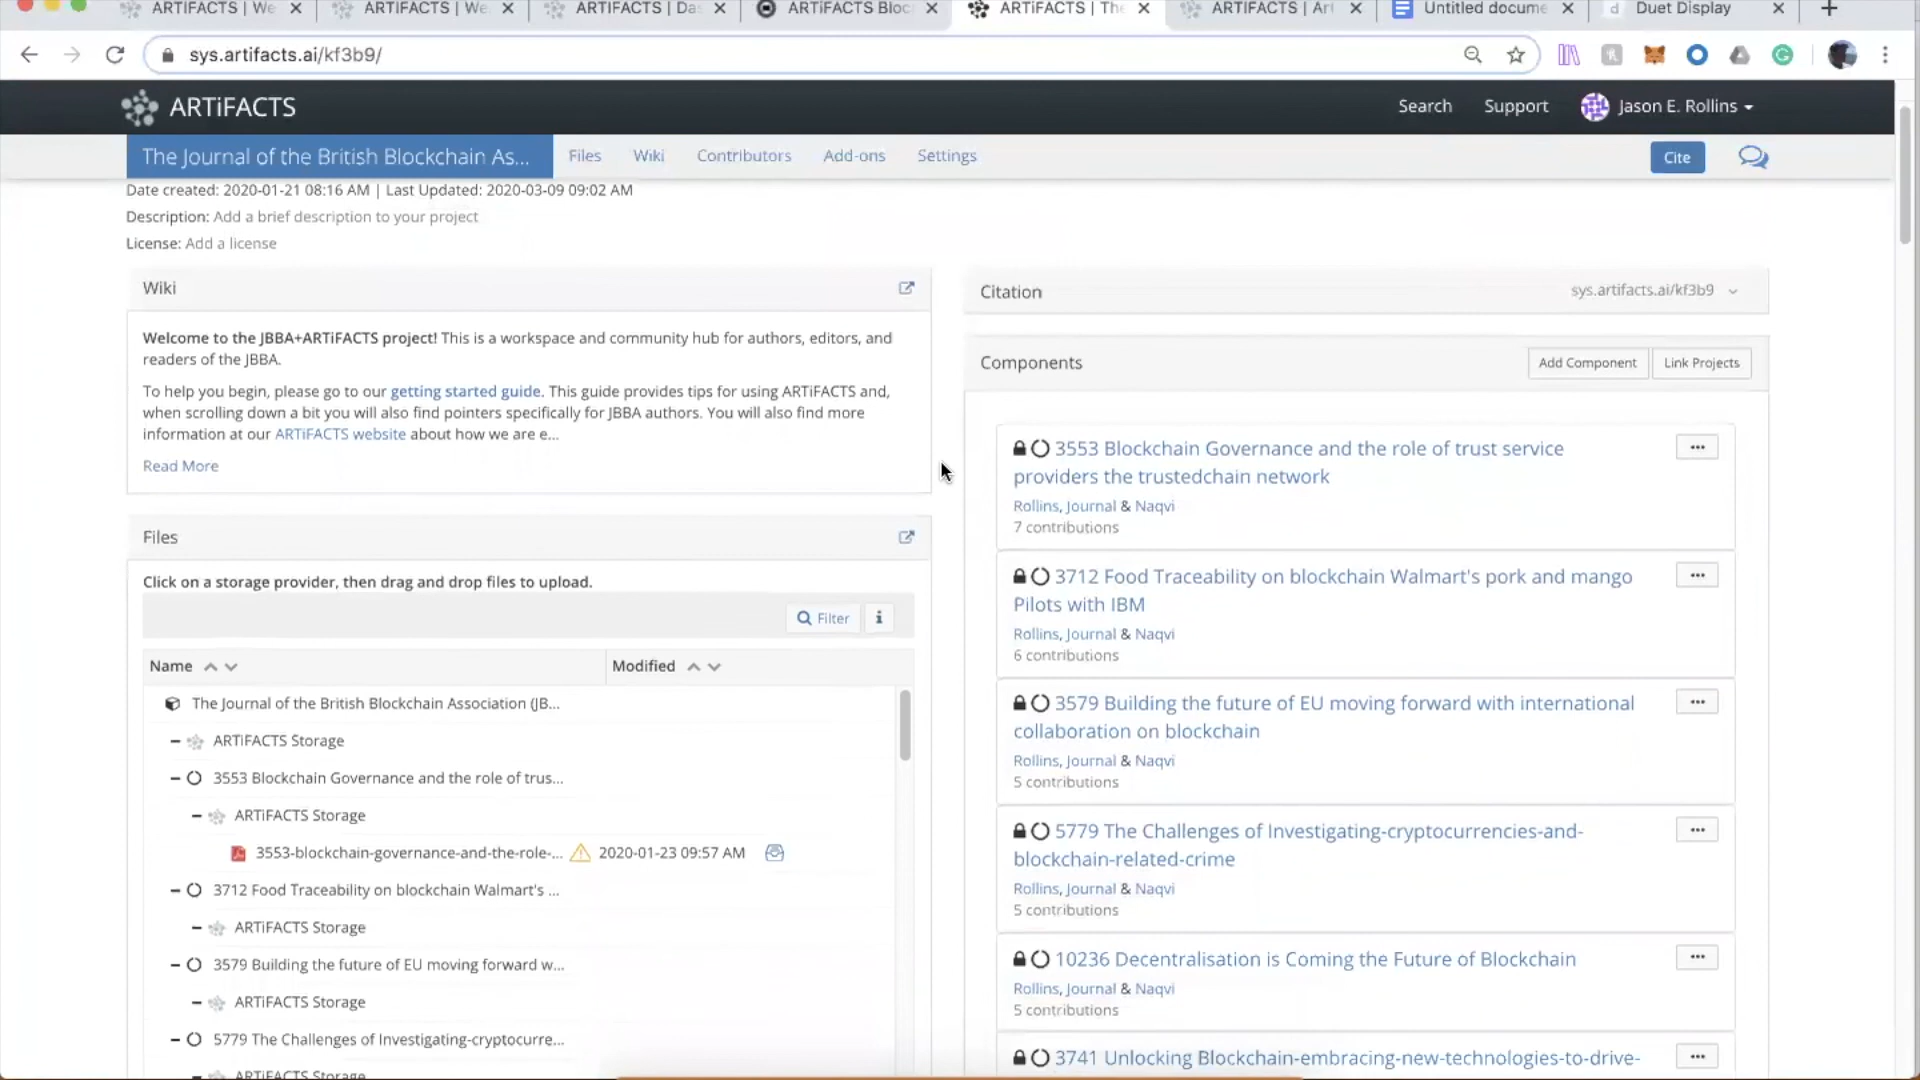 ARTiFACTS | We
ARTiFACTS | We
ARTiFACTS | Da
ARTiFACTS Bloc
ARTiFACTS | The
ARTiFACTS | Art
Untitled docume
Duet Display
sys.artifacts.ai/kf3b9/
ARTiFACTS
Search
Support
Jason E. Rollins
The Journal of the British Blockchain As...
Files
Wiki
Contributors
Add-ons
Settings
Cite
Date created: 2020-01-21 08:16 AM | Last Updated: 2020-03-09 09:02 AM
Description: Add a brief description to your project
License: Add a license
Wiki
Welcome to the JBBA+ARTiFACTS project! This is a workspace and community hub for authors, editors, and
readers of the JBBA.
To help you begin, please go to our getting started guide. This guide provides tips for using ARTiFACTS and,
when scrolling down a bit you will also find pointers specifically for JBBA authors. You will also find more
information at our ARTiFACTS website about how we are e...
Read More
Files
Click on a storage provider, then drag and drop files to upload.
Filter
Name
Modified
The Journal of the British Blockchain Association (JB...
ARTiFACTS Storage
3553 Blockchain Governance and the role of trus...
ARTiFACTS Storage
3553-blockchain-governance-and-the-role-...
2020-01-23 09:57 AM
3712 Food Traceability on blockchain Walmart's ...
ARTiFACTS Storage
3579 Building the future of EU moving forward w...
ARTiFACTS Storage
5779 The Challenges of Investigating-cryptocurre...
ARTiFACTS Storage
Citation
sys.artifacts.ai/kf3b9
Components
Add Component
Link Projects
3553 Blockchain Governance and the role of trust service
providers the trustedchain network
Rollins, Journal & Naqvi
7 contributions
3712 Food Traceability on blockchain Walmart's pork and mango
Pilots with IBM
Rollins, Journal & Naqvi
6 contributions
3579 Building the future of EU moving forward with international
collaboration on blockchain
Rollins, Journal & Naqvi
5 contributions
5779 The Challenges of Investigating-cryptocurrencies-and-
blockchain-related-crime
Rollins, Journal & Naqvi
5 contributions
10236 Decentralisation is Coming the Future of Blockchain
Rollins, Journal & Naqvi
5 contributions
3741 Unlocking Blockchain-embracing-new-technologies-to-drive-